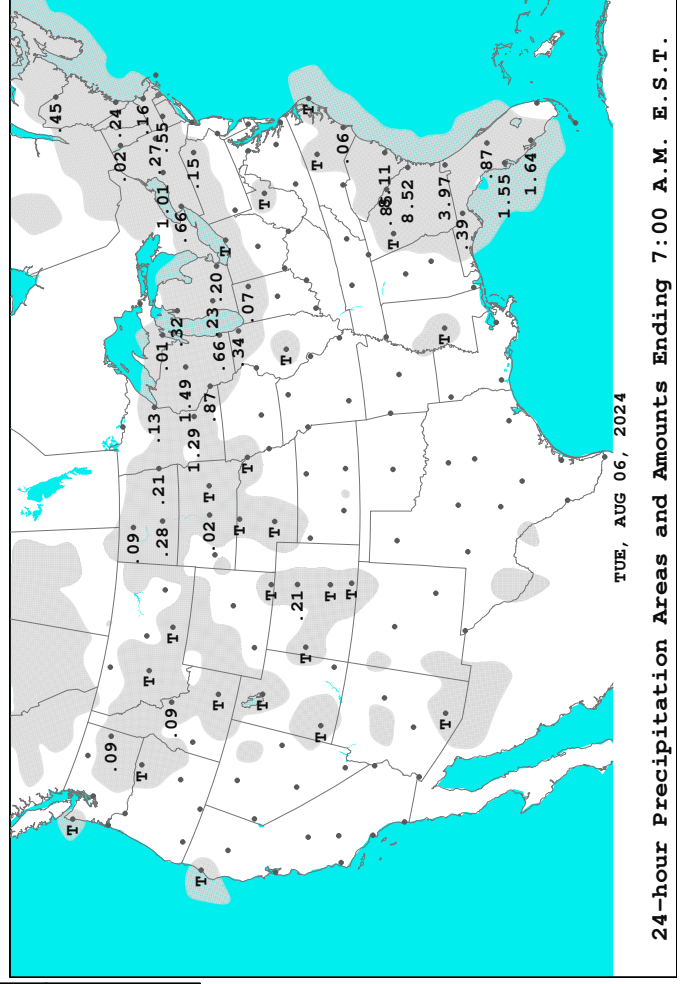 .45
T
.09
.24
.02
.09
T
.16
T
.13
.27
.28
.21
.01
1.01
.55
.09
T
.32
1.49
.66
1.29
.15
T
.02
T
.87
.23
.20
T
.66
T
T
.34
T
.07
T
T
T
T
T
.21
T
T
T
T
T
.06
T
T
8.52
T
3.97
T
.39
.87
1.55
1.64
TUE, AUG 06, 2024
24-hour Precipitation Areas and Amounts Ending 7:00 A.M. E.S.T.